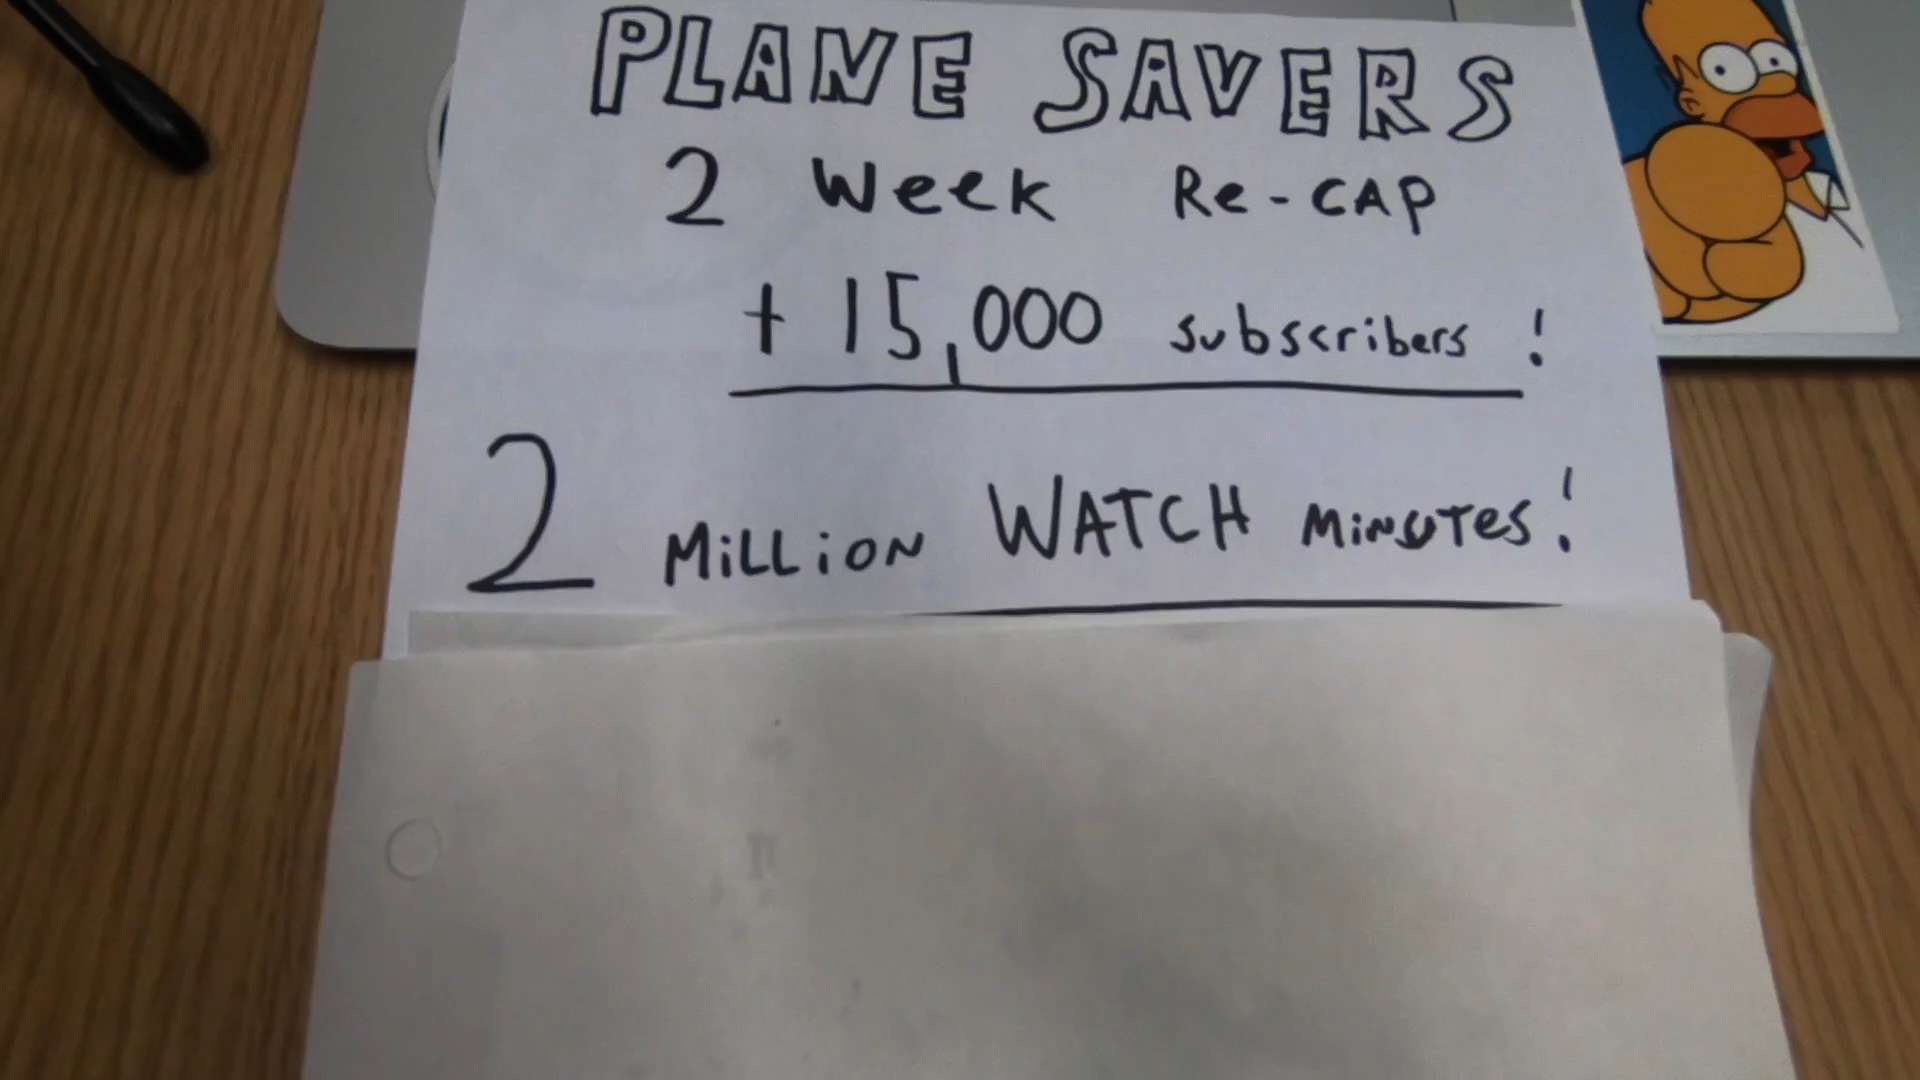 PLANE SAVERS
2 Week Re-CAP
+ 15,000 subscribers!
2 MiLLiON WATCH MiNUTes!